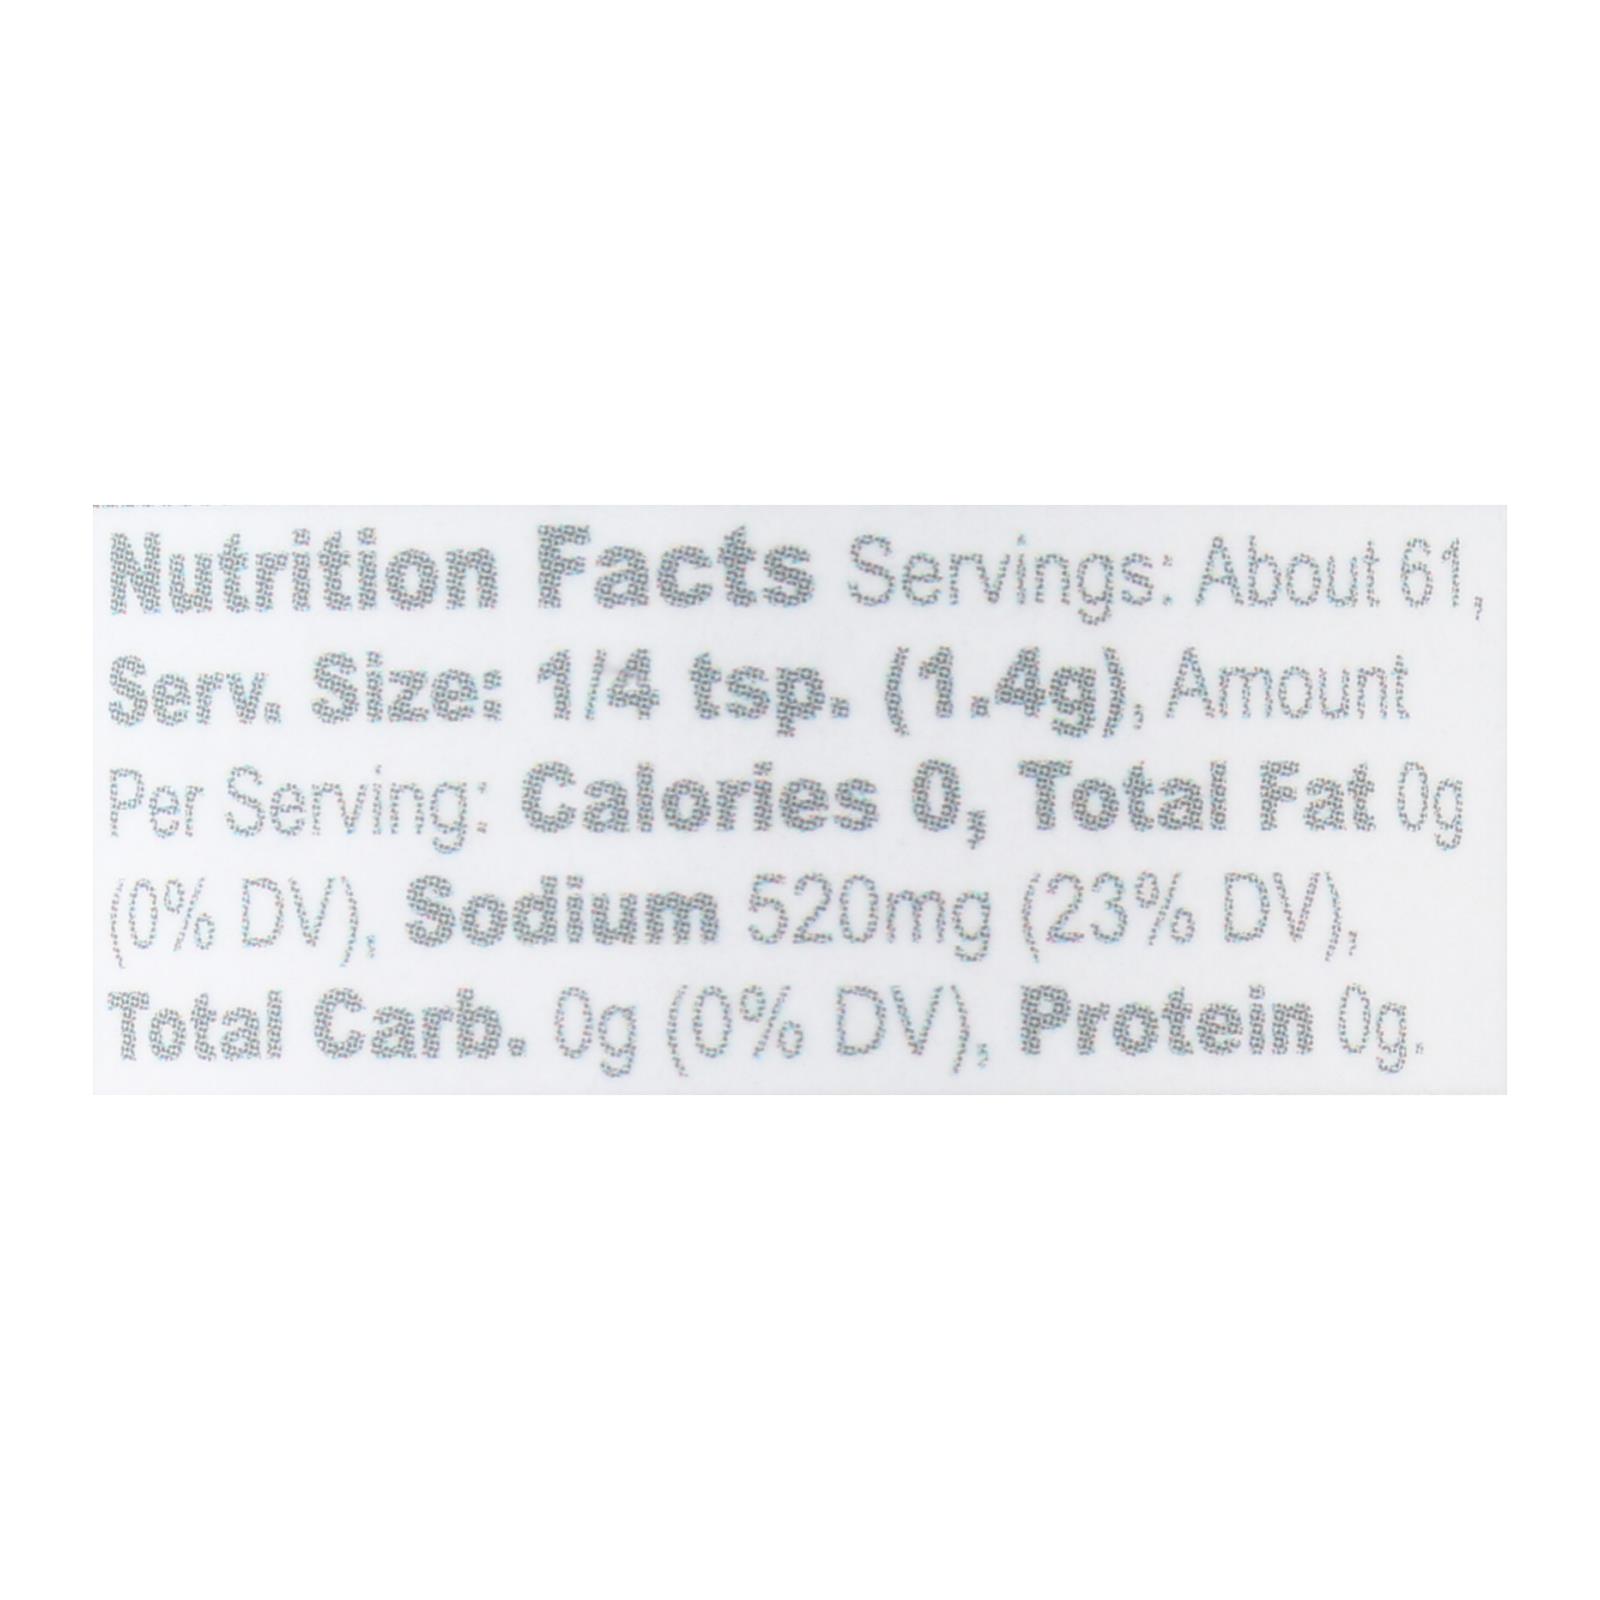 Nutrition Facts Servings: About 61,
Serv. Size: 1/4 tsp. (1.4g), Amount
Per Serving: Calories 0, Total Fat 0g
(0% DV), Sodium 520mg (23% DV),
Total Carb. 0g (0% DV), Protein 0g.